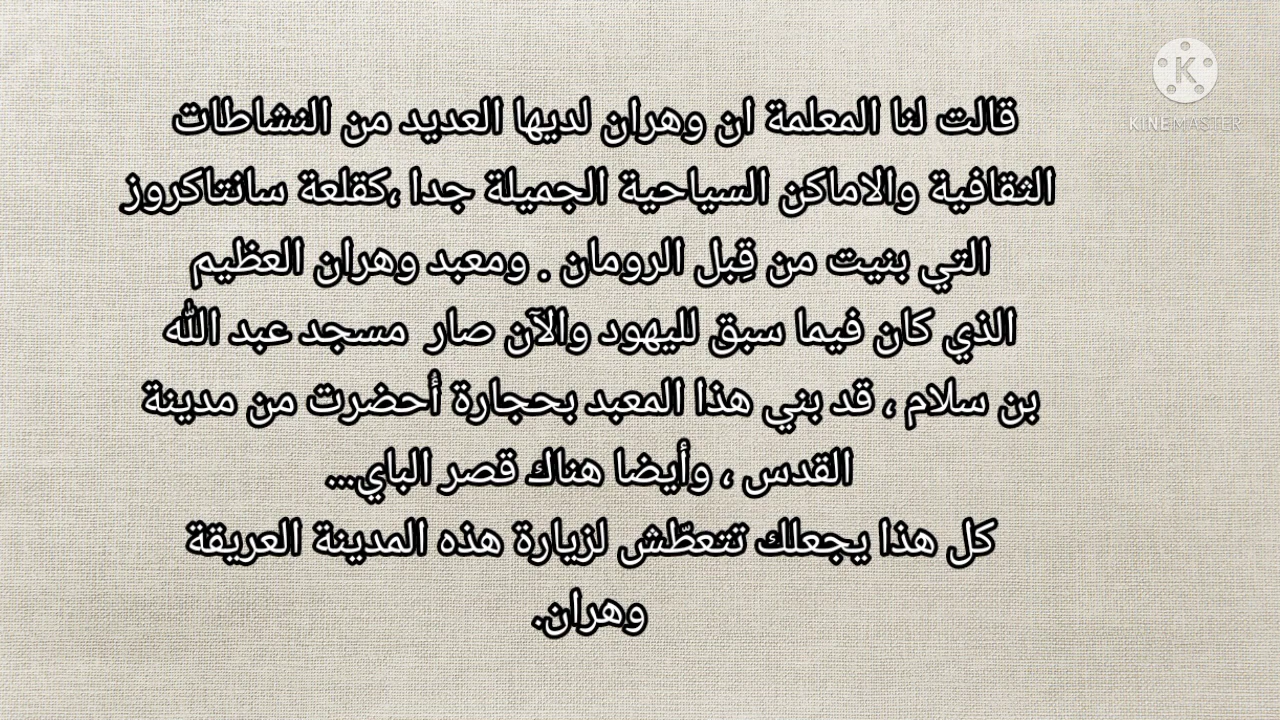 قالت لنا المعلمة ان وهران لديها العديد من النشاطات
الثقافية والاماكن السياحية الجميلة جدا ،كقلعة سانتاكروز
التي بنيت من قِبل الرومان . ومعبد وهران العظيم
الذي كان فيما سبق لليهود والآن صار  مسجد عبد الله
بن سلام ، قد بني هذا المعبد بحجارة أُحضرت من مدينة
القدس ، وأيضا هناك قصر الباي...
كل هذا يجعلك تتعطّش لزيارة هذه المدينة العريقة
وهران.
K
KINEMASTER